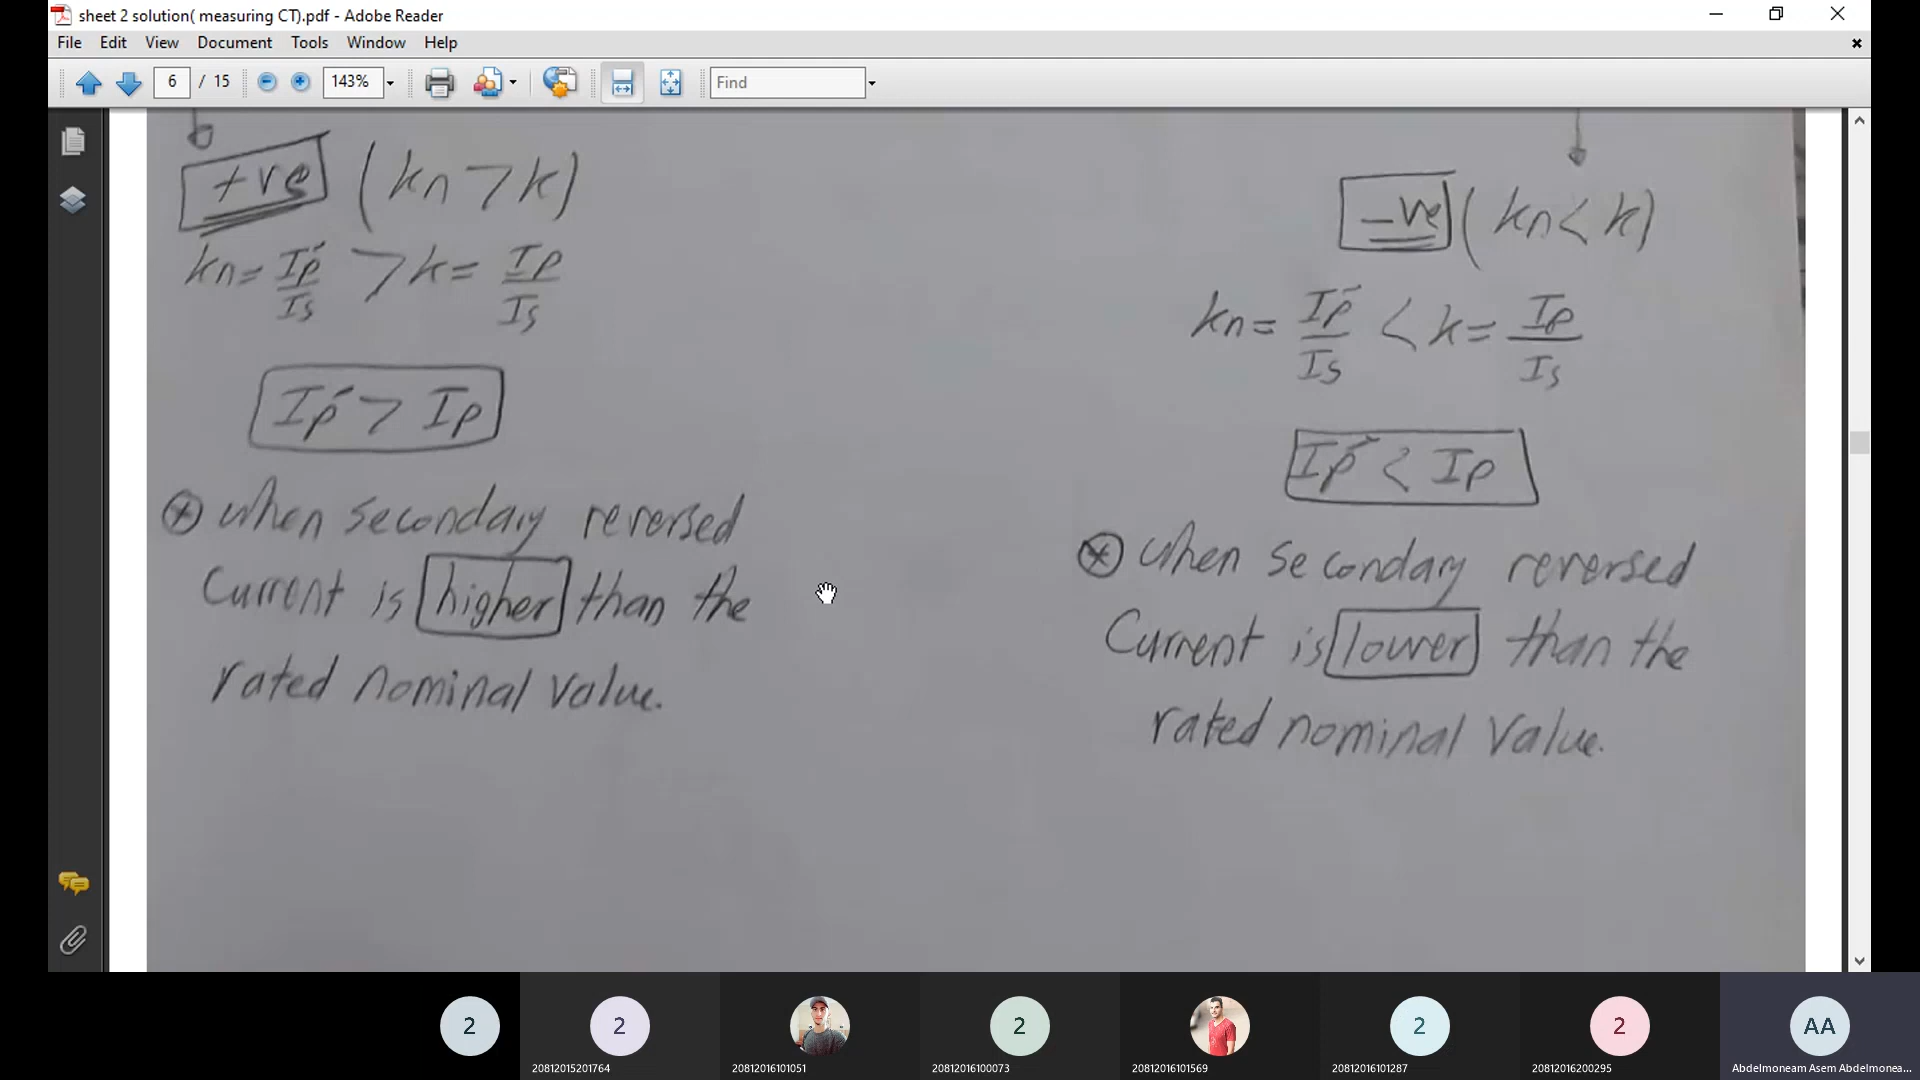 sheet 2 solution( measuring CT).pdf - Adobe Reader
File Edit View Document Tools Window Help
6 / 15 143% Find
+ve (kn > k)
kn = Ip' / Is > k = Ip / Is
Ip' > Ip
when secondary reversed
Current is higher than the
rated nominal value.
-ve (kn < k)
kn = Ip' / Is < k = Ip / Is
Ip' < Ip
when secondary reversed
Current is lower than the
rated nominal value.
2 2 2 2 2 AA
20812015201764 20812016101051 20812016100073 20812016101569 20812016101287 20812016200295 Abdelmoneam Asem Abdelmonea...